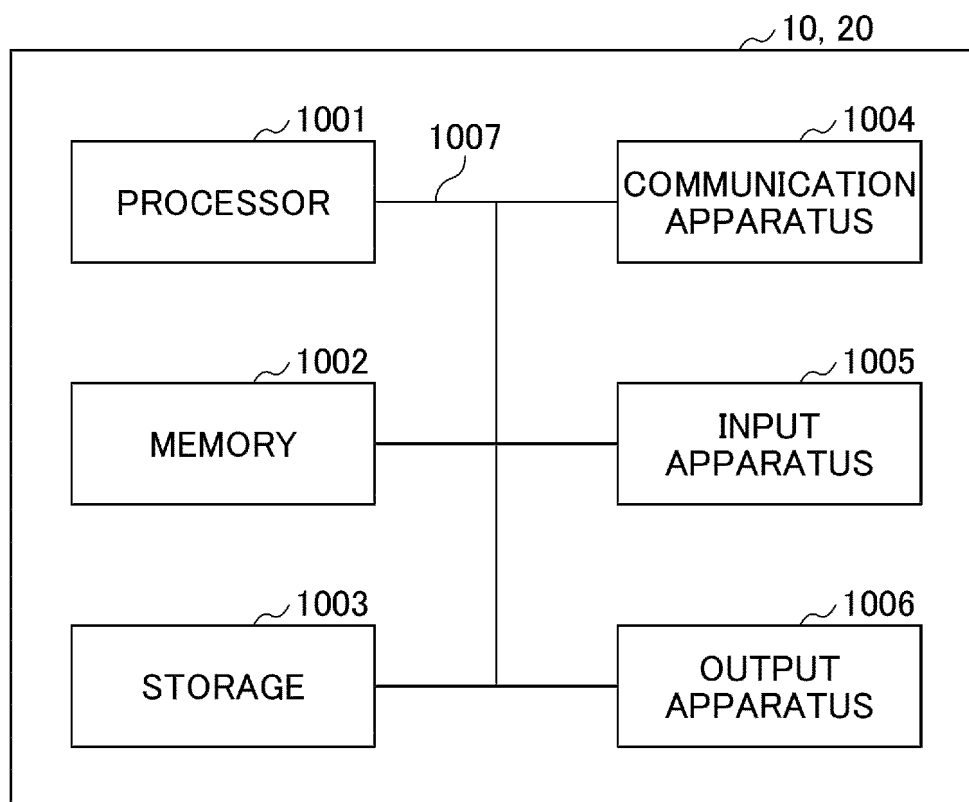 10, 20
1001
PROCESSOR
1007
1004
COMMUNICATION
APPARATUS
1002
MEMORY
1005
INPUT
APPARATUS
1003
STORAGE
1006
OUTPUT
APPARATUS